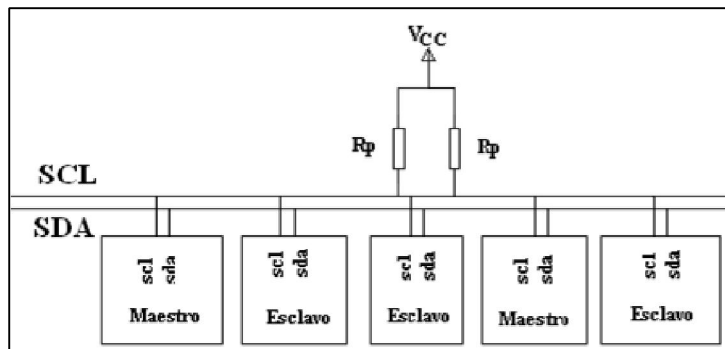 VCC
Rp Rp
SCL
SDA
scl sda scl sda scl sda scl sda scl sda
Maestro Esclavo Esclavo Maestro Esclavo